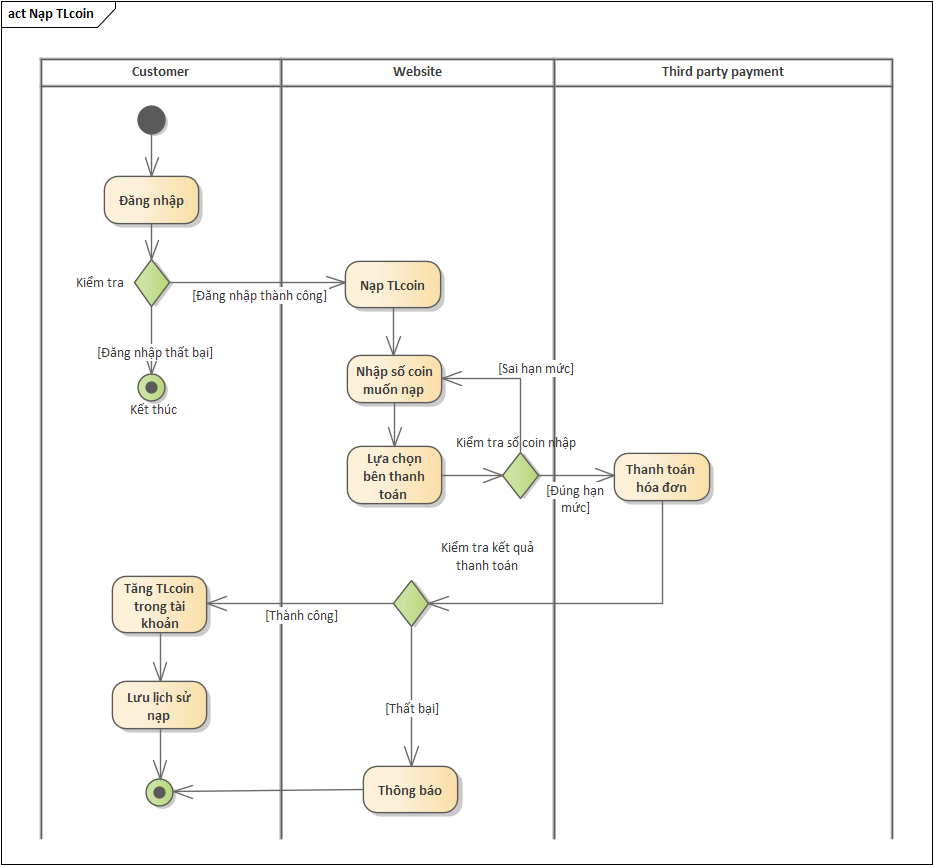 act Nạp TLcoin
Customer
Website
Third party payment
Đăng nhập
Kiểm tra
[Đăng nhập thành công]
Nạp TLcoin
[Đăng nhập thất bại]
Kết thúc
Nhập số coin
muốn nạp
[Sai hạn mức]
Kiểm tra số coin nhập
Lựa chọn
bên thanh
toán
[Đúng hạn
mức]
Thanh toán
hóa đơn
Kiểm tra kết quả
thanh toán
Tăng TLcoin
trong tài
khoản
[Thành công]
Lưu lịch sử
nạp
[Thất bại]
Thông báo